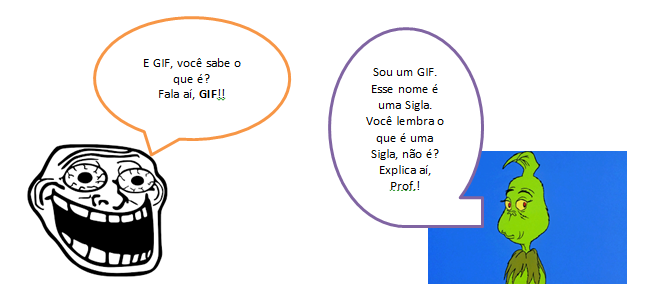 E GIF, você sabe o
que é?
Fala aí, GIF!!
Sou um GIF.
Esse nome é
uma Sigla.
Você lembra o
que é uma
Sigla, não é?
Explica aí,
Prof.!